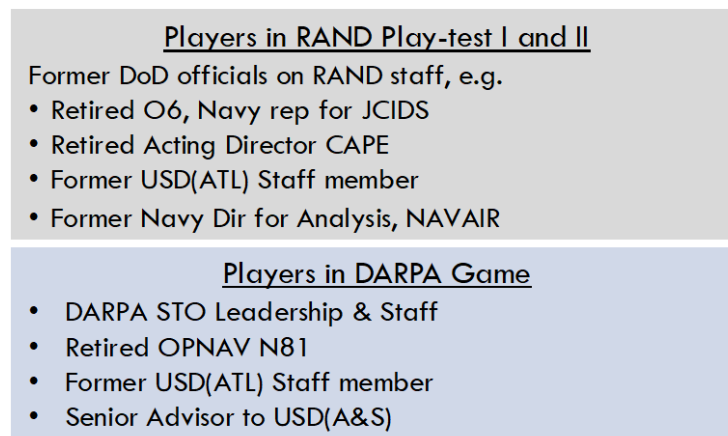 Players in RAND Play-test I and II
Former DoD officials on RAND staff, e.g.
• Retired O6, Navy rep for JCIDS
• Retired Acting Director CAPE
• Former USD(ATL) Staff member
• Former Navy Dir for Analysis, NAVAIR
Players in DARPA Game
• DARPA STO Leadership & Staff
• Retired OPNAV N81
• Former USD(ATL) Staff member
• Senior Advisor to USD(A&S)